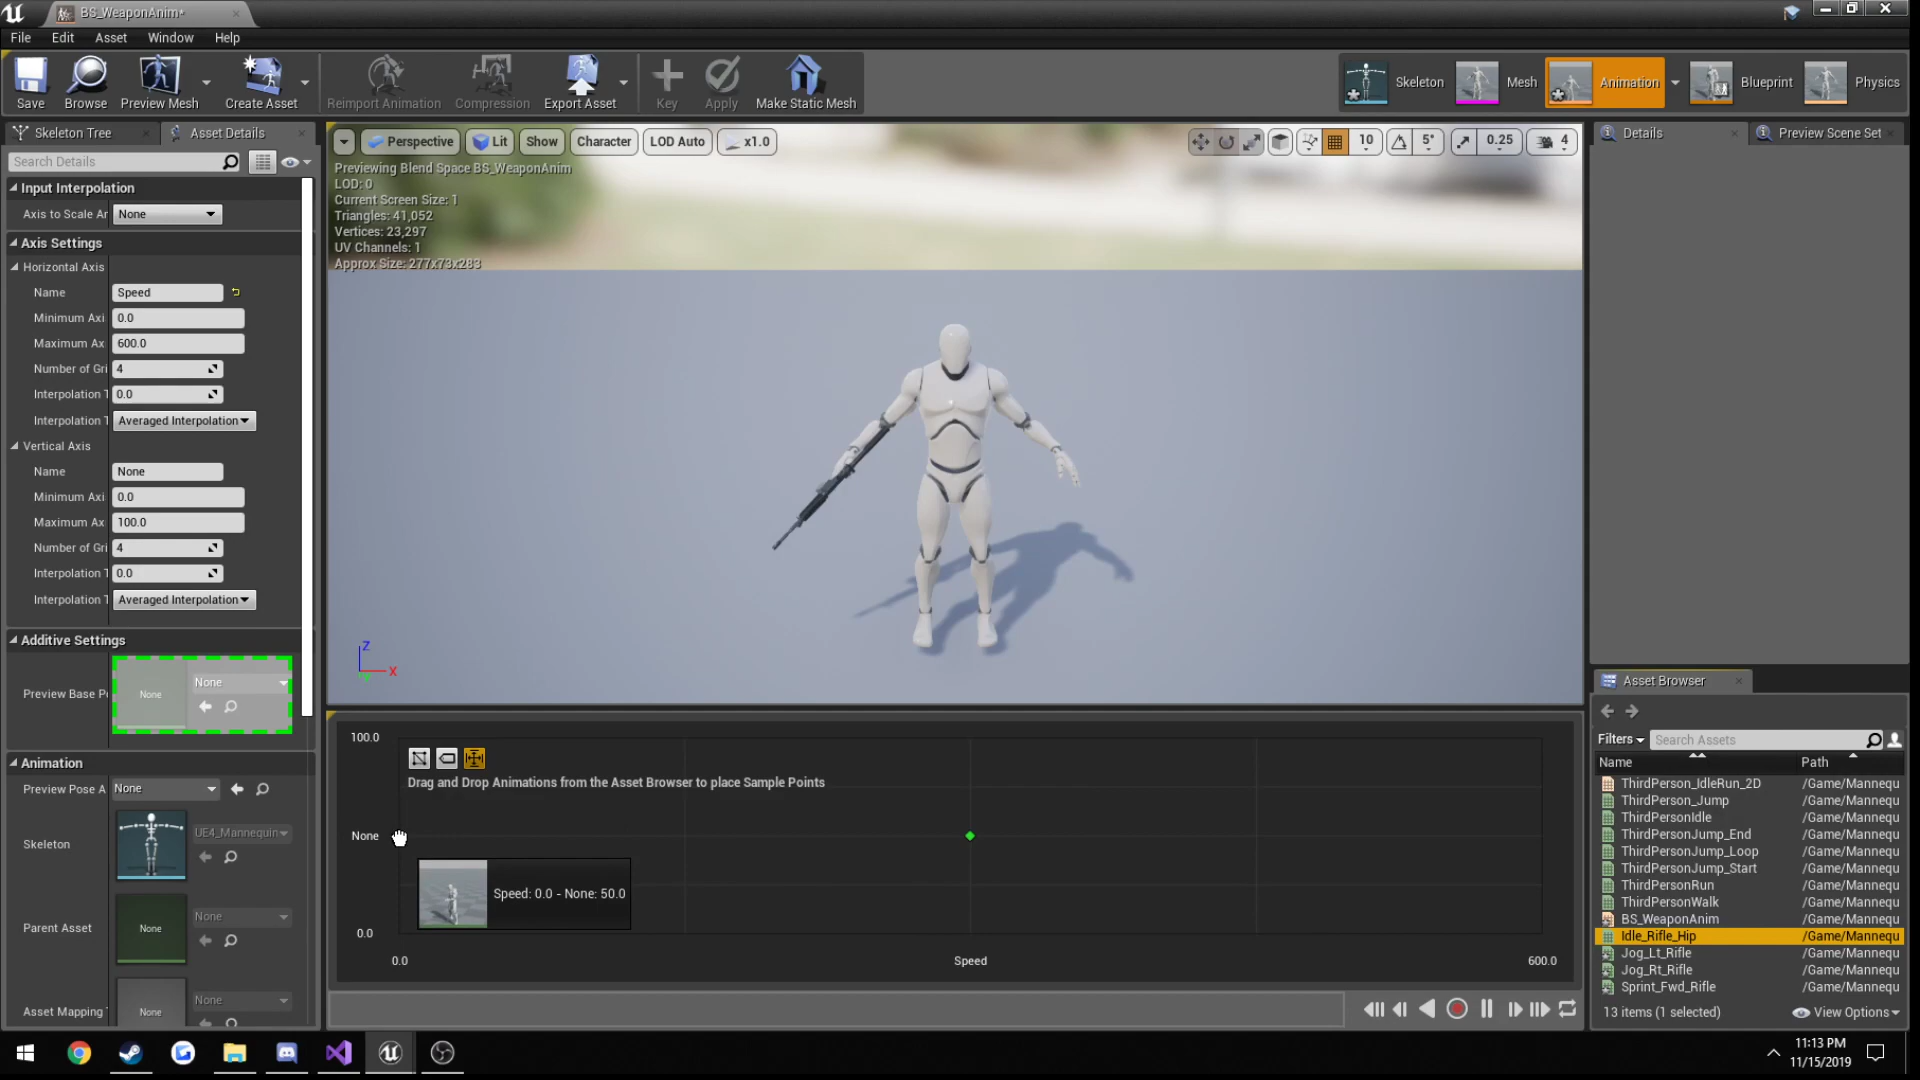 BS_WeaponAnim*
File Edit Asset Window Help
Save Browse Preview Mesh Create Asset Reimport Animation Compression Export Asset Key Apply Make Static Mesh
Skeleton Mesh Animation Blueprint Physics
Skeleton Tree Asset Details
Search Details
Input Interpolation
Axis to Scale Ar None
Axis Settings
Horizontal Axis
Name Speed
Minimum Axi 0.0
Maximum Ax 600.0
Number of Gri 4
Interpolation T 0.0
Interpolation T Averaged Interpolation
Vertical Axis
Name None
Minimum Axi 0.0
Maximum Ax 100.0
Number of Gri 4
Interpolation T 0.0
Interpolation T Averaged Interpolation
Additive Settings
Preview Base Po None None
Animation
Preview Pose A None
Skeleton UE4_Mannequin
Parent Asset None None
Asset Mapping T None None
Perspective Lit Show Character LOD Auto x1.0
10 5° 0.25 4
Previewing Blend Space BS_WeaponAnim
LOD: 0
Current Screen Size: 1
Triangles: 41,052
Vertices: 23,297
UV Channels: 1
Approx Size: 277x73x283
Z
X
100.0
Drag and Drop Animations from the Asset Browser to place Sample Points
None
Speed: 0.0 - None: 50.0
0.0
0.0 Speed 600.0
Details Preview Scene Set
Asset Browser
Filters Search Assets
Name Path
ThirdPerson_IdleRun_2D /Game/Mannequ
ThirdPerson_Jump /Game/Mannequ
ThirdPersonIdle /Game/Mannequ
ThirdPersonJump_End /Game/Mannequ
ThirdPersonJump_Loop /Game/Mannequ
ThirdPersonJump_Start /Game/Mannequ
ThirdPersonRun /Game/Mannequ
ThirdPersonWalk /Game/Mannequ
BS_WeaponAnim /Game/Mannequ
Idle_Rifle_Hip /Game/Mannequ
Jog_Lt_Rifle /Game/Mannequ
Jog_Rt_Rifle /Game/Mannequ
Sprint_Fwd_Rifle /Game/Mannequ
13 items (1 selected) View Options
11:13 PM
11/15/2019